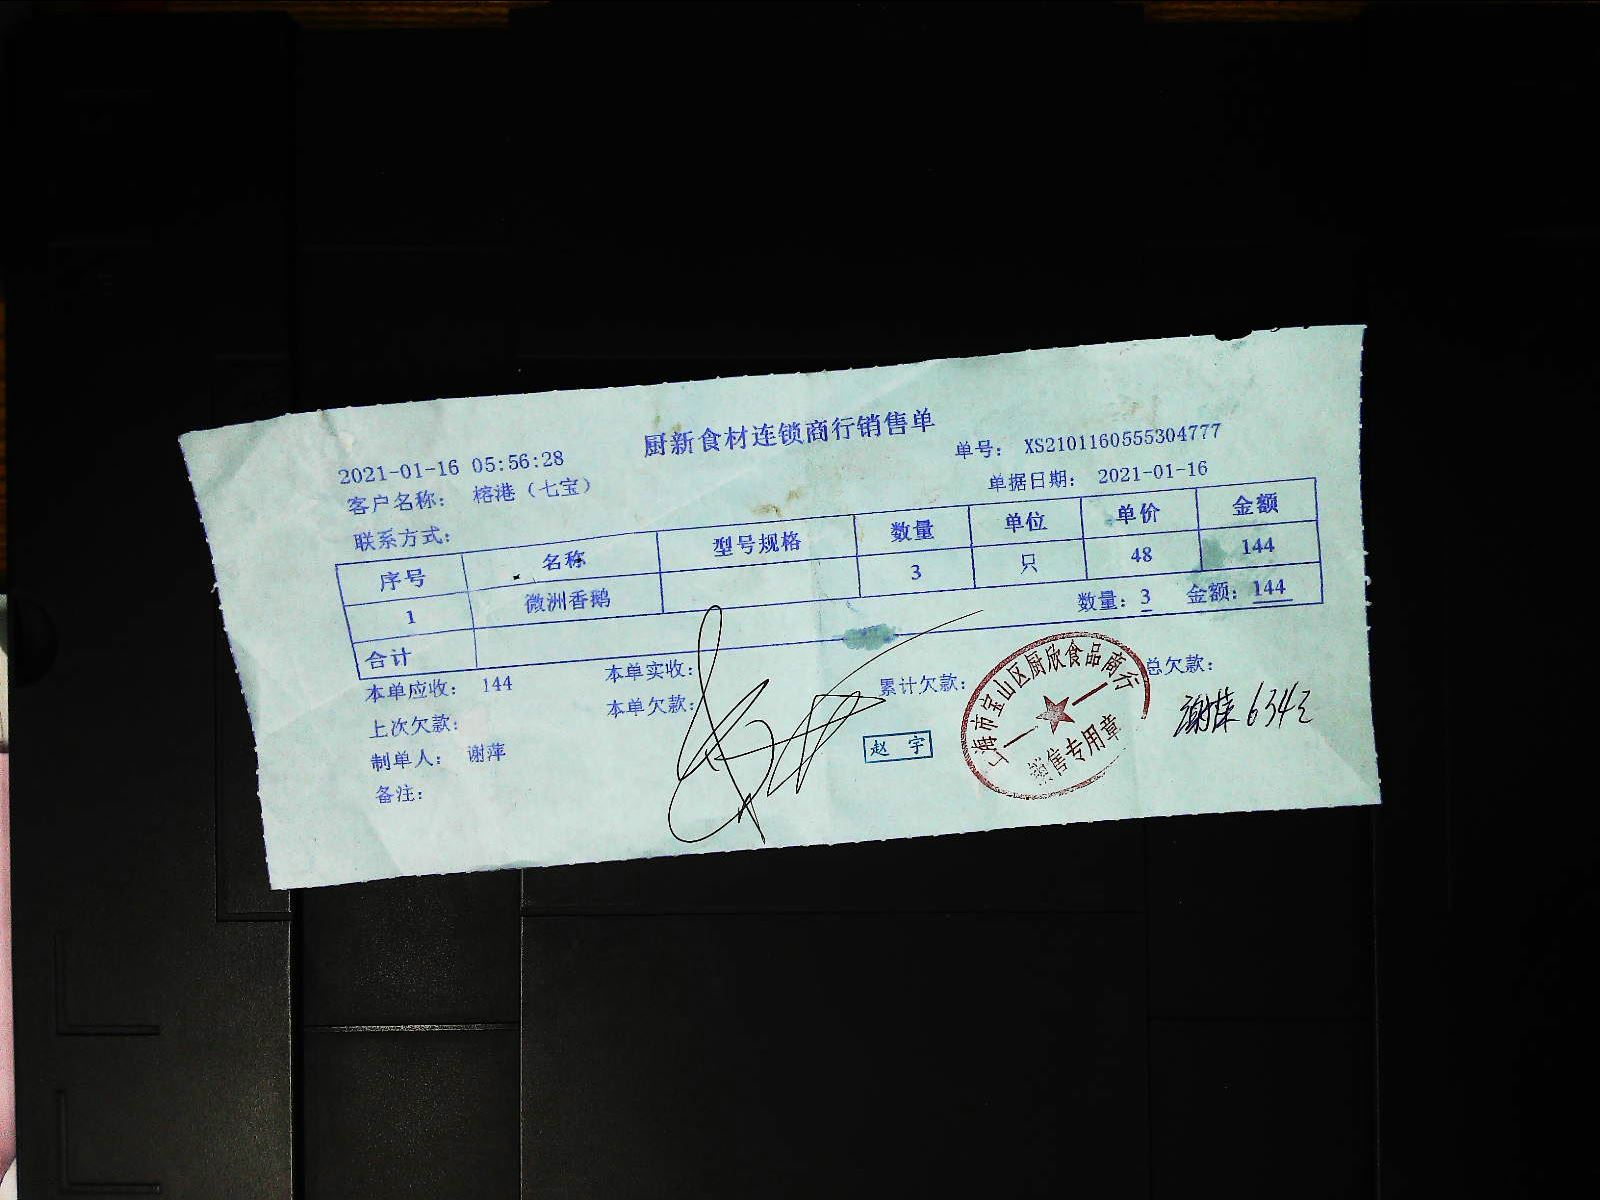 厨新食材连锁商行销售单
2021-01-16 05:56:28 单号: XS2101160555304777
客户名称: 榕港（七宝） 单据日期: 2021-01-16
联系方式:
序号 名称 型号规格 数量 单位 单价 金额
1 微洲香鹅 3 只 48 144
合计 数量: 3 金额: 144
本单应收: 144 本单实收: 累计欠款: 总欠款:
上次欠款: 本单欠款:
制单人: 谢萍
备注:
赵宇
上海市宝山区厨欣食品商行
销售专用章
谢萍